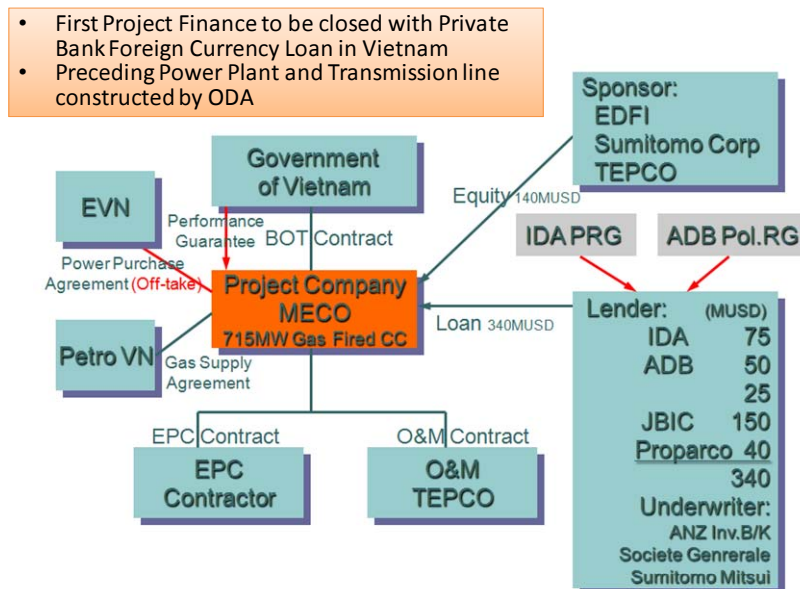 • First Project Finance to be closed with Private
Bank Foreign Currency Loan in Vietnam
• Preceding Power Plant and Transmission line
constructed by ODA
Sponsor:
EDFI
Sumitomo Corp
TEPCO
Government
of Vietnam
EVN
Equity 140MUSD
Performance
Guarantee
BOT Contract
IDA PRG
ADB Pol.RG
Power Purchase
Agreement (Off-take)
Project Company
MECO
715MW Gas Fired CC
Loan 340MUSD
Petro VN
Gas Supply
Agreement
Lender: (MUSD)
IDA 75
ADB 50
25
JBIC 150
Proparco 40
340
Underwriter:
ANZ Inv.B/K
Societe Genrerale
Sumitomo Mitsui
EPC Contract
O&M Contract
EPC
Contractor
O&M
TEPCO